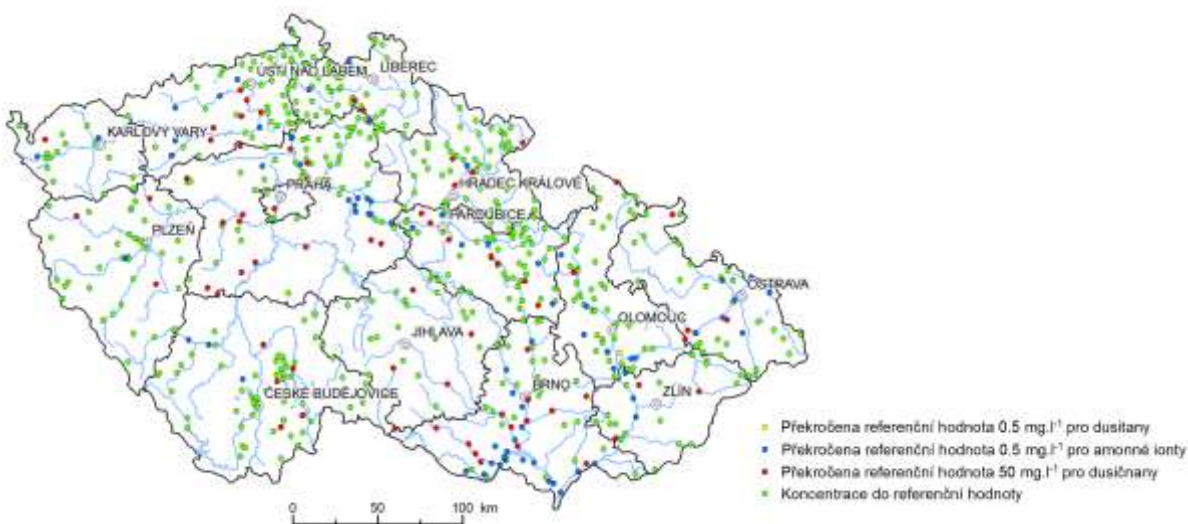 ÚSTÍ NAD LABEM
LIBEREC
KARLOVY VARY
PRAHA
HRADEC KRÁLOVÉ
PARDUBICE
PLZEŇ
OSTRAVA
OLOMOUC
JIHLAVA
BRNO
ZLÍN
ČESKÉ BUDĚJOVICE
Překročena referenční hodnota 0.5 mg.l⁻¹ pro dusitany
Překročena referenční hodnota 0.5 mg.l⁻¹ pro amonné ionty
Překročena referenční hodnota 50 mg.l⁻¹ pro dusičnany
Koncentrace do referenční hodnoty
0 50 100 km